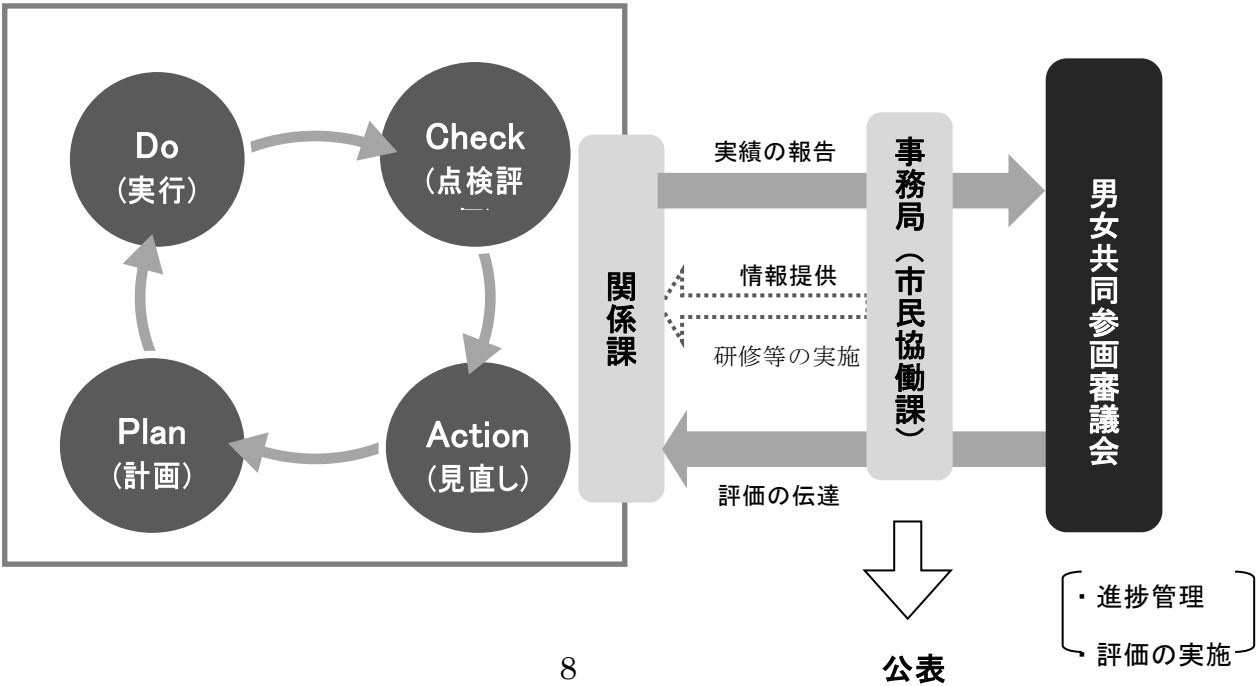 Do
(実行)
Check
(点検評
Plan
(計画)
Action
(見直し)
関係課
実績の報告
情報提供
研修等の実施
評価の伝達
事務局（市民協働課）
男女共同参画審議会
・進捗管理
・評価の実施
公表
8